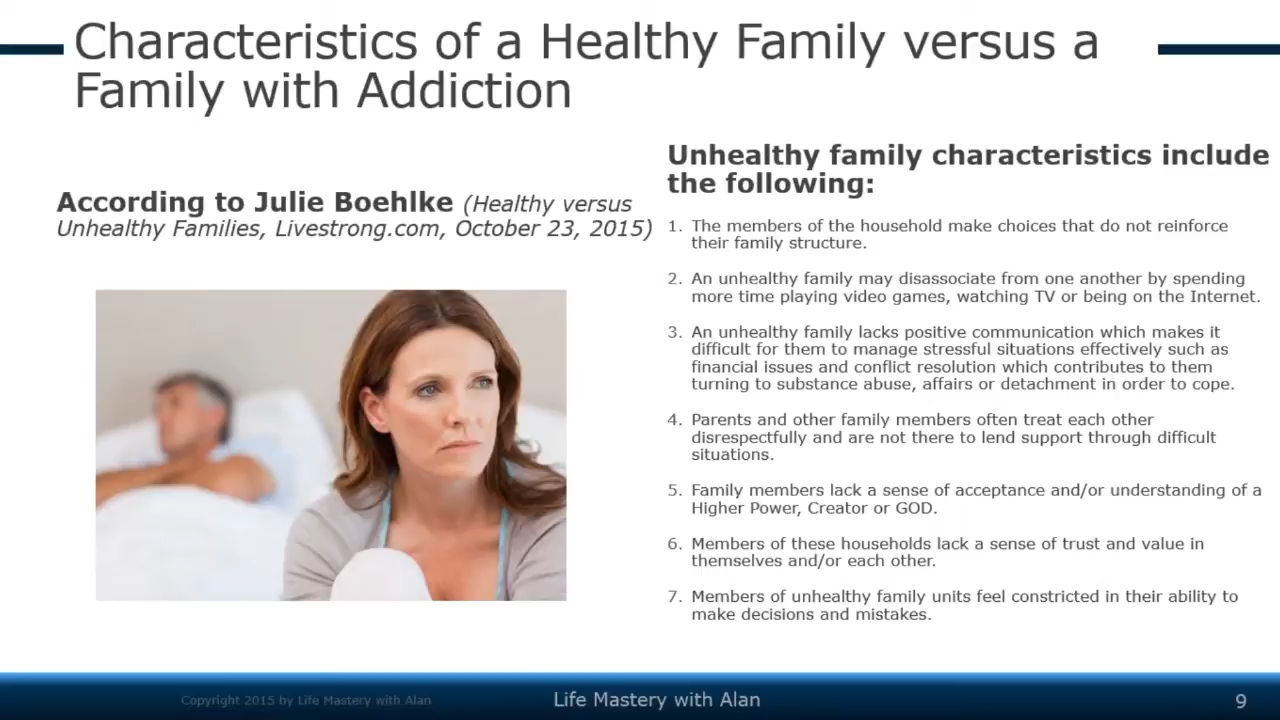 Characteristics of a Healthy Family versus a
Family with Addiction
According to Julie Boehlke (Healthy versus
Unhealthy Families, Livestrong.com, October 23, 2015)
Unhealthy family characteristics include
the following:
1. The members of the household make choices that do not reinforce
their family structure.
2. An unhealthy family may disassociate from one another by spending
more time playing video games, watching TV or being on the Internet.
3. An unhealthy family lacks positive communication which makes it
difficult for them to manage stressful situations effectively such as
financial issues and conflict resolution which contributes to them
turning to substance abuse, affairs or detachment in order to cope.
4. Parents and other family members often treat each other
disrespectfully and are not there to lend support through difficult
situations.
5. Family members lack a sense of acceptance and/or understanding of a
Higher Power, Creator or GOD.
6. Members of these households lack a sense of trust and value in
themselves and/or each other.
7. Members of unhealthy family units feel constricted in their ability to
make decisions and mistakes.
Copyright 2015 by Life Mastery with Alan
Life Mastery with Alan
9